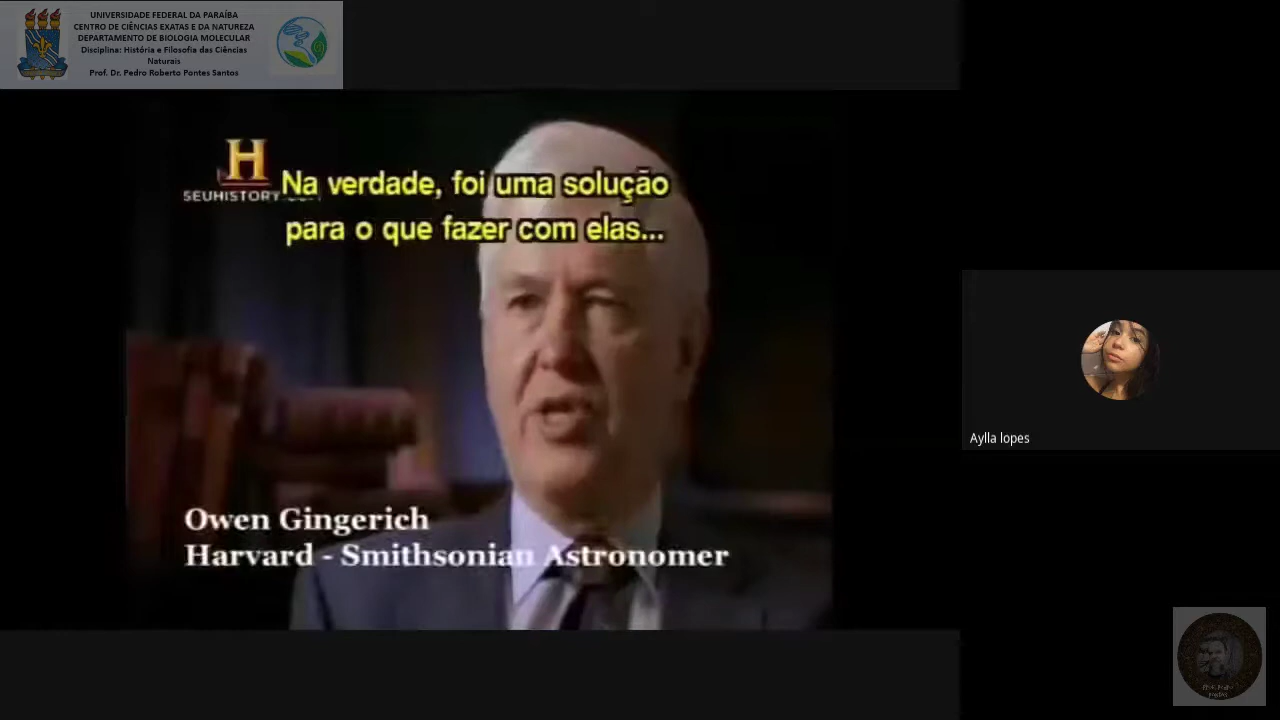 UNIVERSIDADE FEDERAL DA PARAÍBA
CENTRO DE CIÊNCIAS EXATAS E DA NATUREZA
DEPARTAMENTO DE BIOLOGIA MOLECULAR
Disciplina: História e Filosofia das Ciências
Naturais
Prof. Dr. Pedro Roberto Pontes Santos
H
SEUHISTORY
Na verdade, foi uma solução
para o que fazer com elas...
Owen Gingerich
Harvard - Smithsonian Astronomer
Aylla lopes